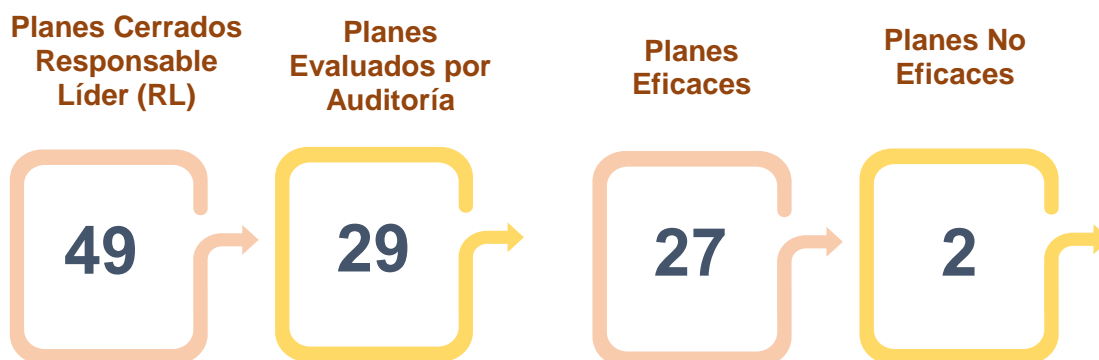 Planes Cerrados
Responsable
Líder (RL)
49
Planes
Evaluados por
Auditoría
29
Planes
Eficaces
27
Planes No
Eficaces
2